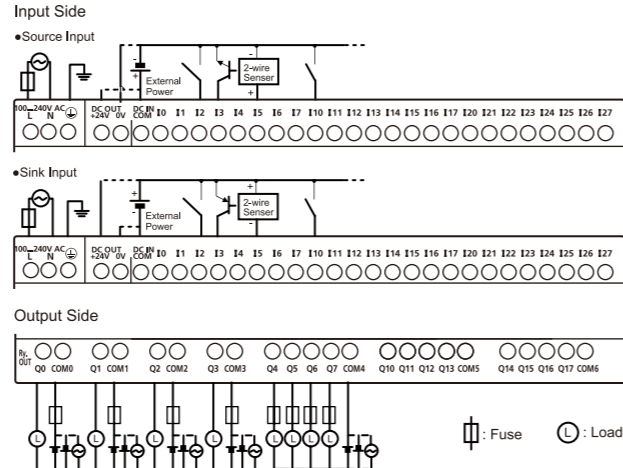 Input Side
●Source Input
- + External Power
2-wire Senser - +
100–240V AC
L N
DC OUT +24V 0V
DC IN COM I0 I1 I2 I3 I4 I5 I6 I7 I10 I11 I12 I13 I14 I15 I16 I17 I20 I21 I22 I23 I24 I25 I26 I27
●Sink Input
+ - External Power
2-wire Senser + -
100–240V AC
L N
DC OUT +24V 0V
DC IN COM I0 I1 I2 I3 I4 I5 I6 I7 I10 I11 I12 I13 I14 I15 I16 I17 I20 I21 I22 I23 I24 I25 I26 I27
Output Side
Ry. OUT
Q0 COM0 Q1 COM1 Q2 COM2 Q3 COM3 Q4 Q5 Q6 Q7 COM4 Q10 Q11 Q12 Q13 COM5 Q14 Q15 Q16 Q17 COM6
L L L L L L L L
: Fuse L : Load